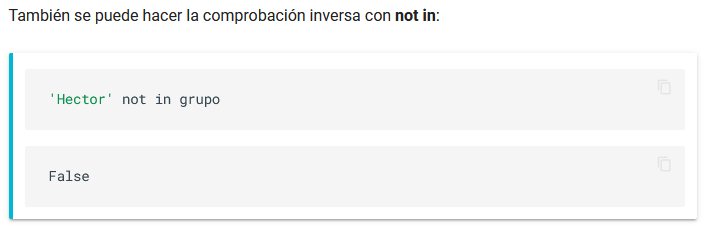 También se puede hacer la comprobación inversa con not in:
'Hector' not in grupo
False